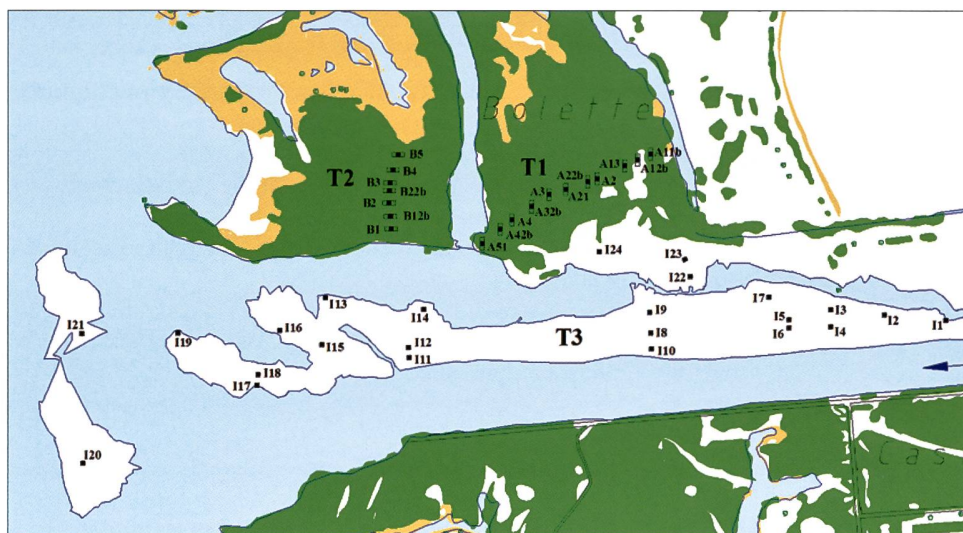 Bolette
T2
B5
B4
B3
B22b
B2
B12b
B1
T1
A11b
A12b
A13
A2
A22b
A21
A3
A32b
A4
A42b
A51
I24
I23
I22
I7
I5
I6
I3
I4
I2
I1
I9
I8
I10
T3
I13
I14
I12
I11
I16
I15
I19
I18
I17
I21
I20
Cas